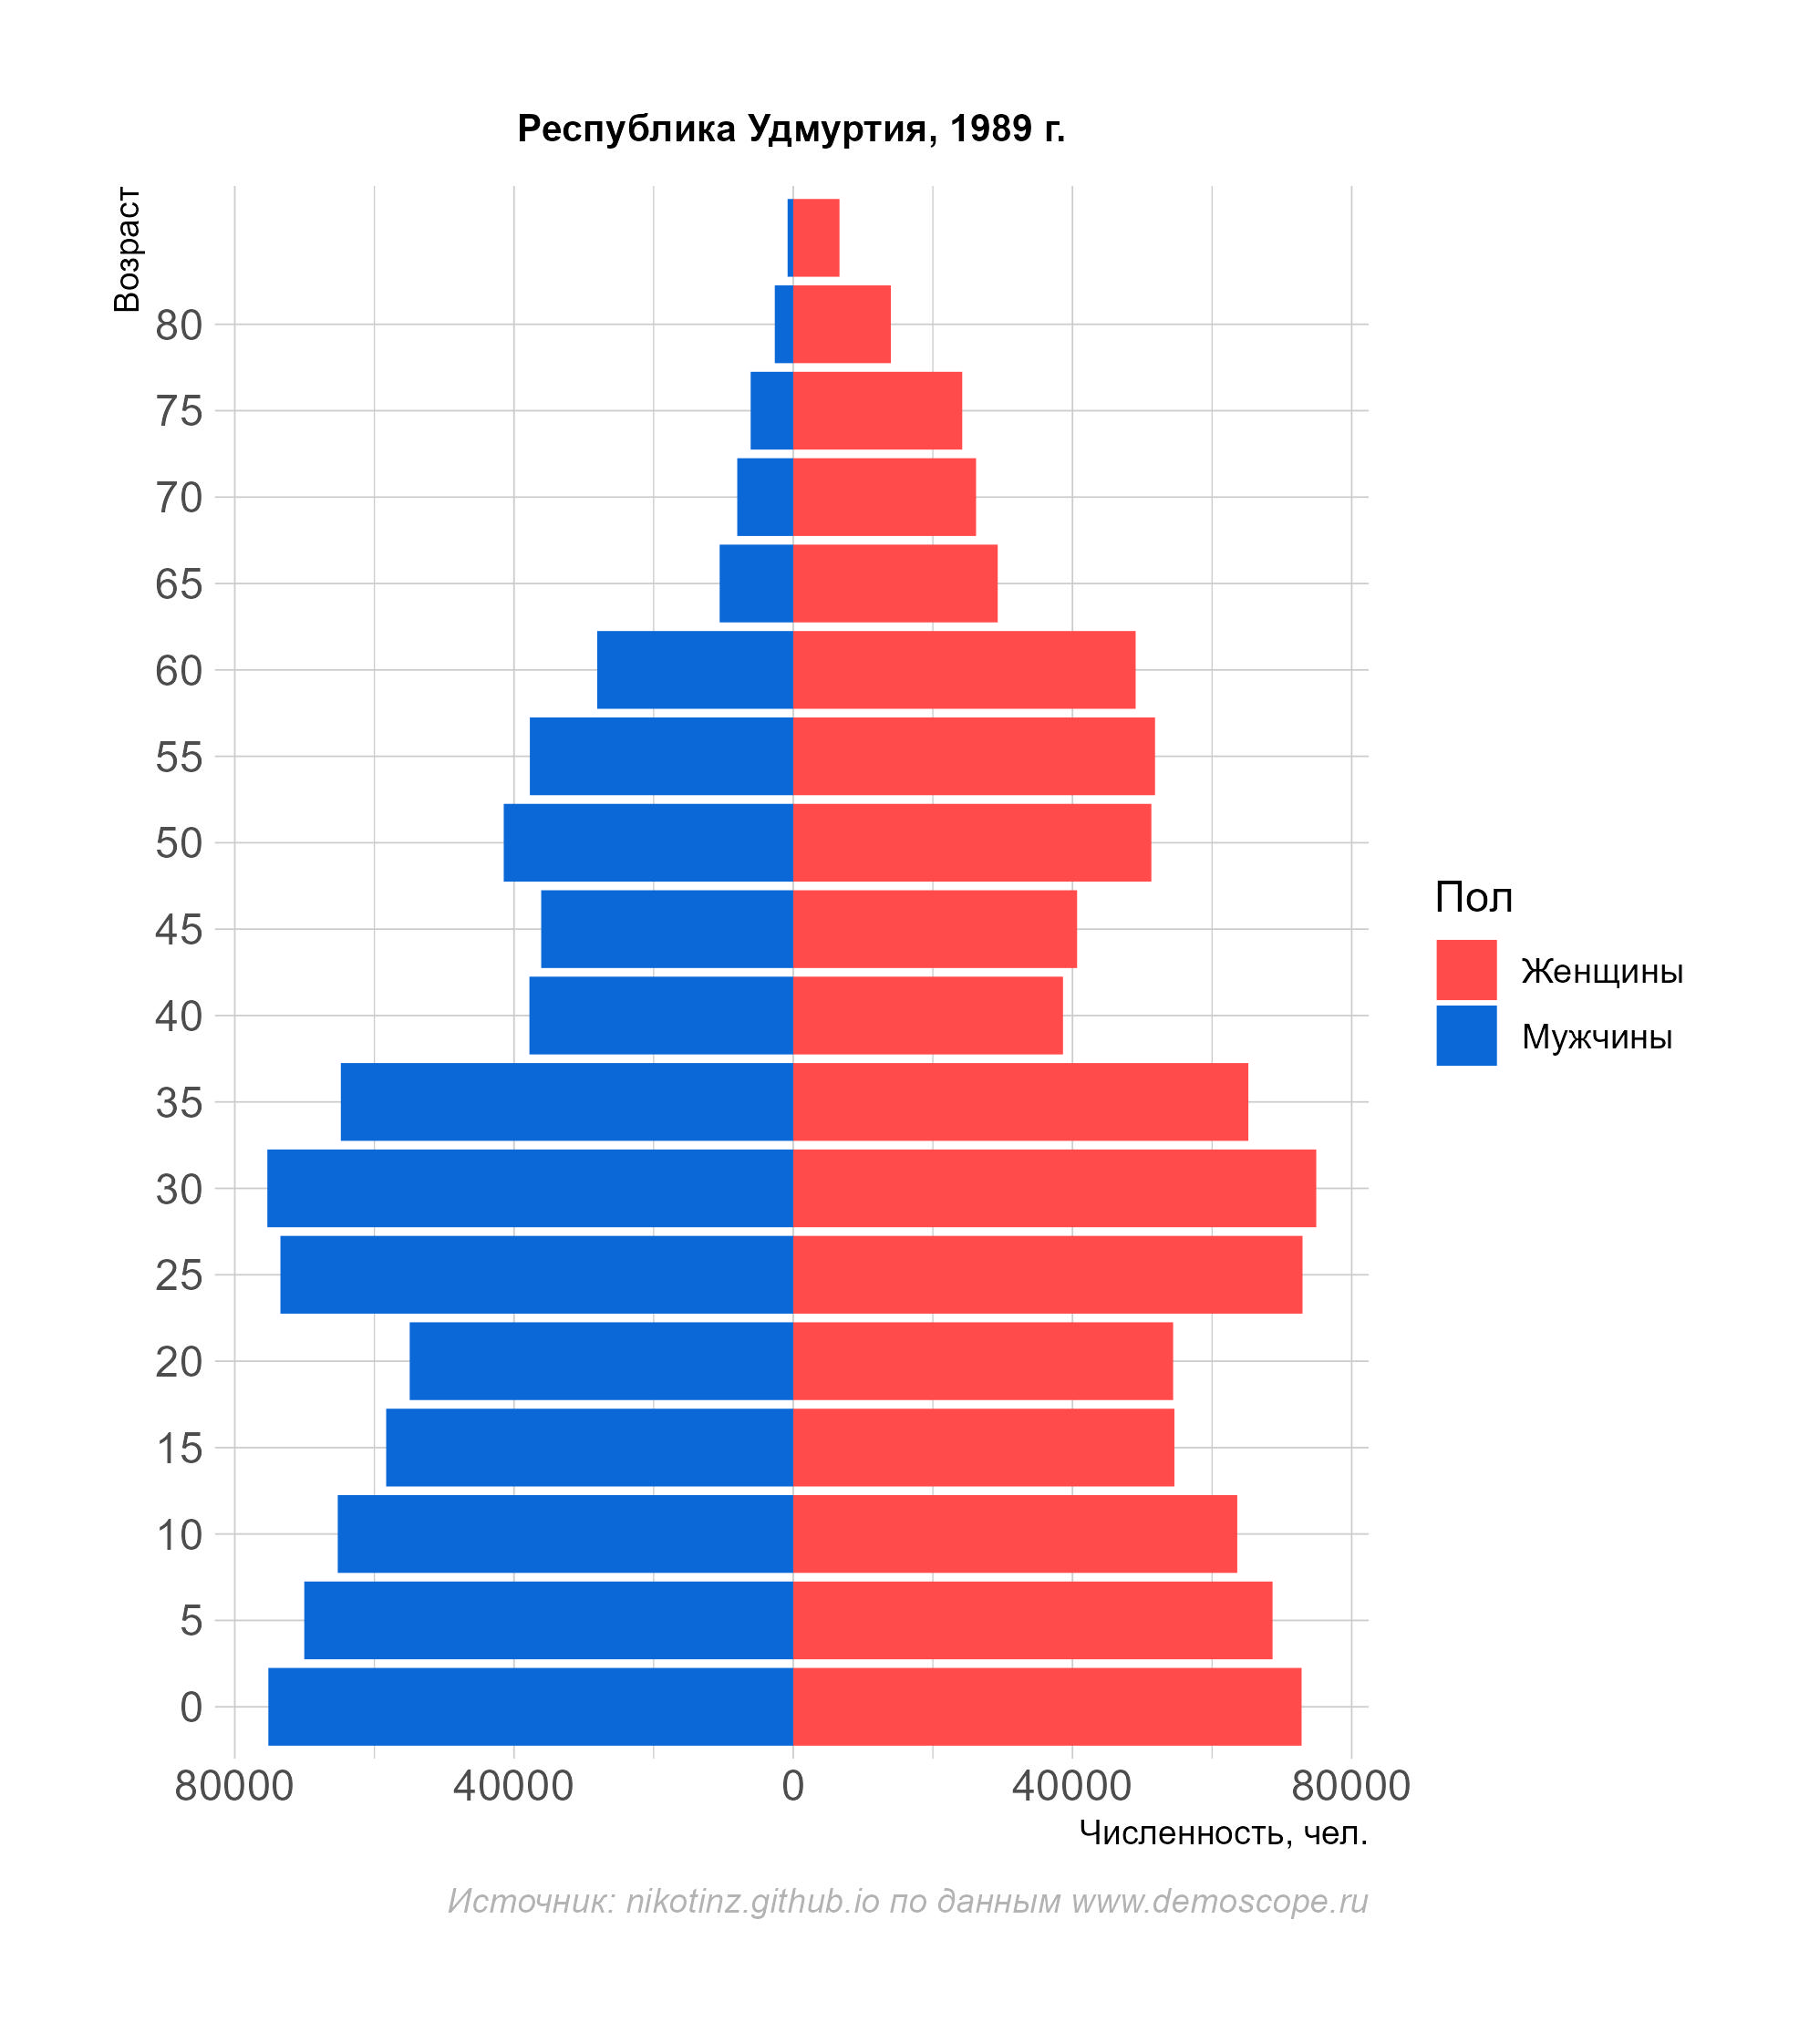 Республика Удмуртия, 1989 г.
Возраст
80
75
70
65
60
55
50
45
40
35
30
25
20
15
10
5
0
80000 40000 0 40000 80000
Численность, чел.
Пол
Женщины
Мужчины
Источник: nikotinz.github.io по данным www.demoscope.ru